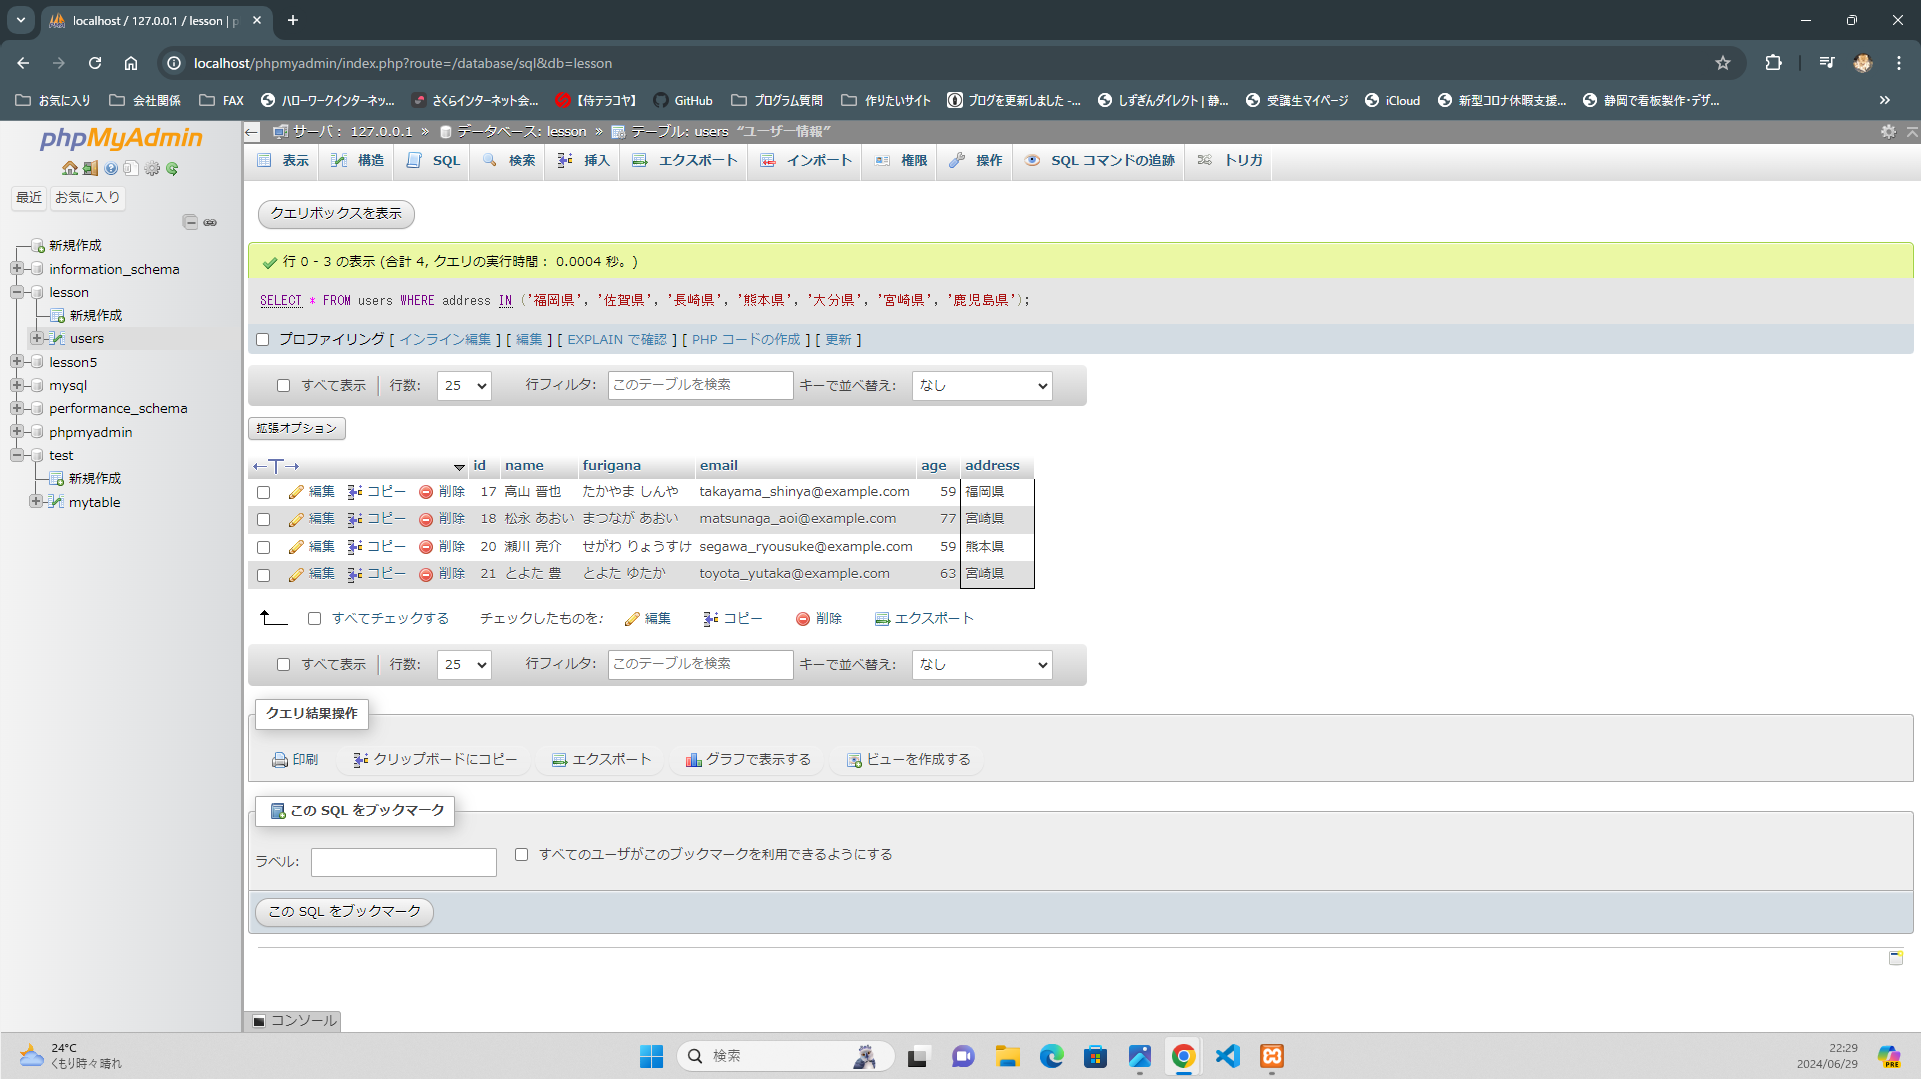 localhost / 127.0.0.1 / lesson | p
localhost/phpmyadmin/index.php?route=/database/sql&db=lesson
お気に入り 会社関係 FAX ハローワークインターネッ... さくらインターネット会... 【侍テラコヤ】 GitHub プログラム質問 作りたいサイト ブログを更新しました -... しずぎんダイレクト | 静... 受講生マイページ iCloud 新型コロナ休暇支援... 静岡で看板製作・デザ...
phpMyAdmin
最近 お気に入り
新規作成
information_schema
lesson
新規作成
users
lesson5
mysql
performance_schema
phpmyadmin
test
新規作成
mytable
サーバ: 127.0.0.1 » データベース: lesson » テーブル: users “ユーザー情報”
表示 構造 SQL 検索 挿入 エクスポート インポート 権限 操作 SQL コマンドの追跡 トリガ
クエリボックスを表示
行 0 - 3 の表示 (合計 4, クエリの実行時間: 0.0004 秒。)
SELECT * FROM users WHERE address IN ('福岡県', '佐賀県', '長崎県', '熊本県', '大分県', '宮崎県', '鹿児島県');
プロファイリング [ インライン編集 ] [ 編集 ] [ EXPLAIN で確認 ] [ PHP コードの作成 ] [ 更新 ]
すべて表示 行数: 25 行フィルタ: このテーブルを検索 キーで並べ替え: なし
拡張オプション
←T→ id name furigana email age address
編集 コピー 削除 17 高山 晋也 たかやま しんや takayama_shinya@example.com 59 福岡県
編集 コピー 削除 18 松永 あおい まつなが あおい matsunaga_aoi@example.com 77 宮崎県
編集 コピー 削除 20 瀬川 亮介 せがわ りょうすけ segawa_ryousuke@example.com 59 熊本県
編集 コピー 削除 21 とよた 豊 とよた ゆたか toyota_yutaka@example.com 63 宮崎県
すべてチェックする チェックしたものを: 編集 コピー 削除 エクスポート
すべて表示 行数: 25 行フィルタ: このテーブルを検索 キーで並べ替え: なし
クエリ結果操作
印刷 クリップボードにコピー エクスポート グラフで表示する ビューを作成する
この SQL をブックマーク
ラベル: すべてのユーザがこのブックマークを利用できるようにする
この SQL をブックマーク
コンソール
24°C
くもり時々晴れ
検索
22:29
2024/06/29
PRE